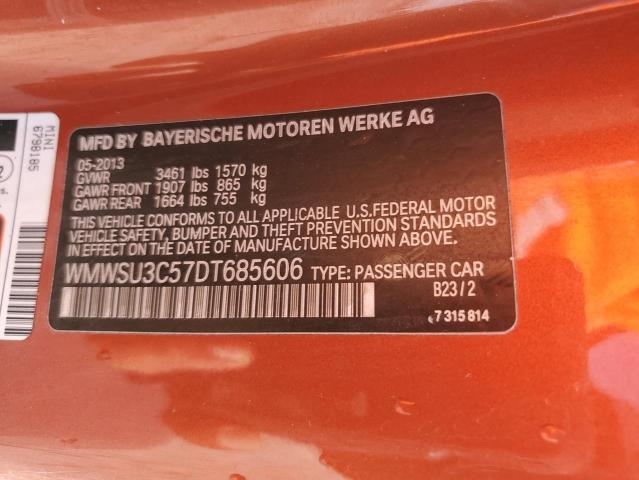 MFD BY BAYERISCHE MOTOREN WERKE AG
05-2013
GVWR 3461 lbs 1570 kg
GAWR FRONT 1907 lbs 865 kg
GAWR REAR 1664 lbs 755 kg
THIS VEHICLE CONFORMS TO ALL APPLICABLE U.S.FEDERAL MOTOR
VEHICLE SAFETY, BUMPER AND THEFT PREVENTION STANDARDS
IN EFFECT ON THE DATE OF MANUFACTURE SHOWN ABOVE.
WMWSU3C57DT685606 TYPE: PASSENGER CAR
B23/2
7 315 814
MINI
6798185